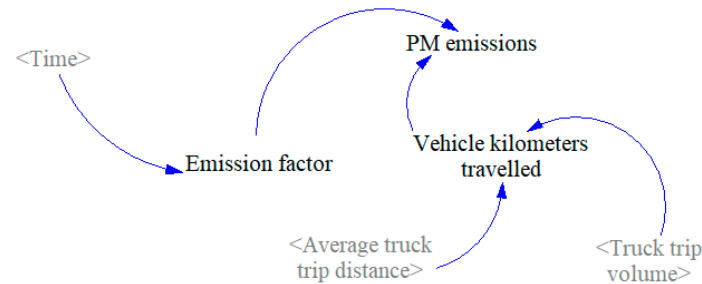 PM emissions
<Time>
Emission factor
Vehicle kilometers
travelled
<Average truck
trip distance>
<Truck trip
volume>